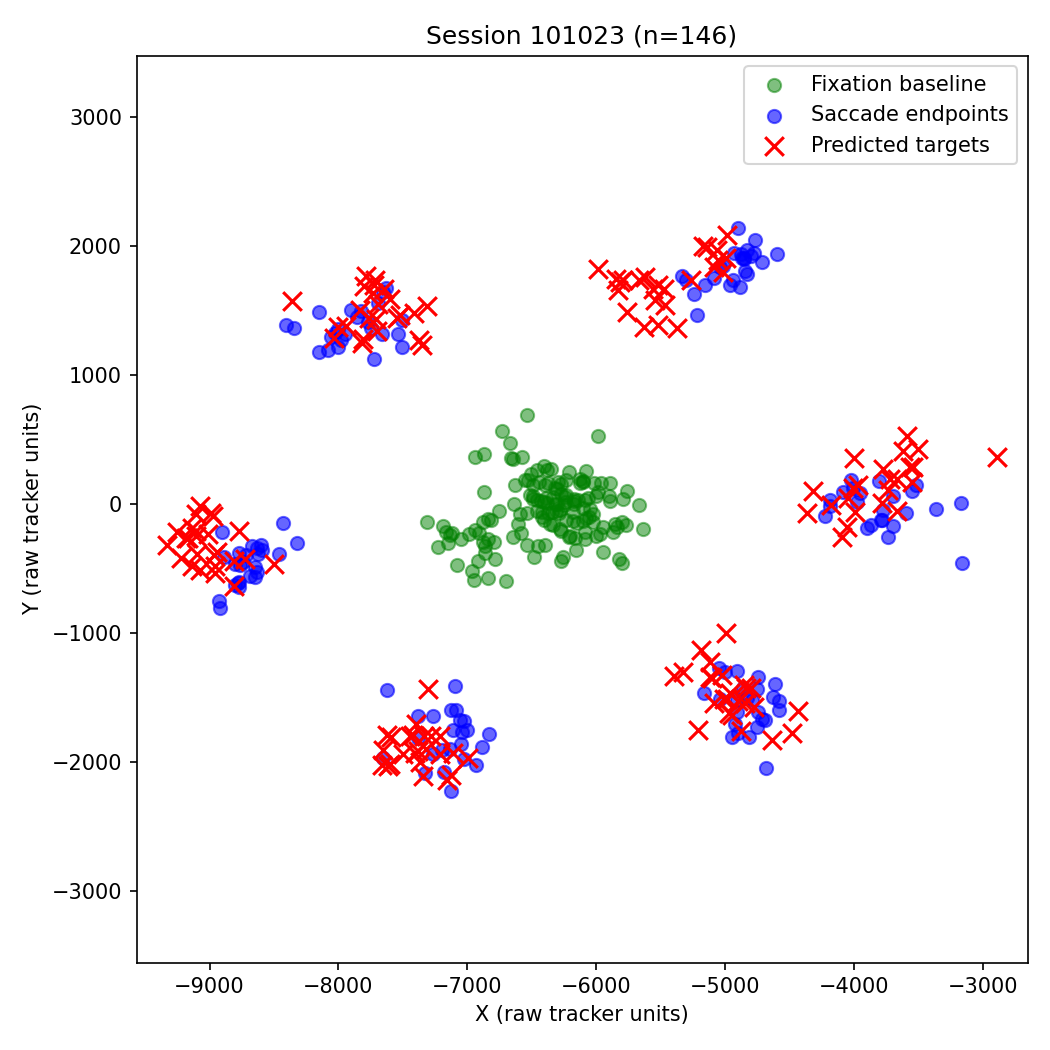 Session 101023 (n=146)
Fixation baseline
Saccade endpoints
Predicted targets
3000
2000
1000
0
−1000
−2000
−3000
Y (raw tracker units)
−9000 −8000 −7000 −6000 −5000 −4000 −3000
X (raw tracker units)